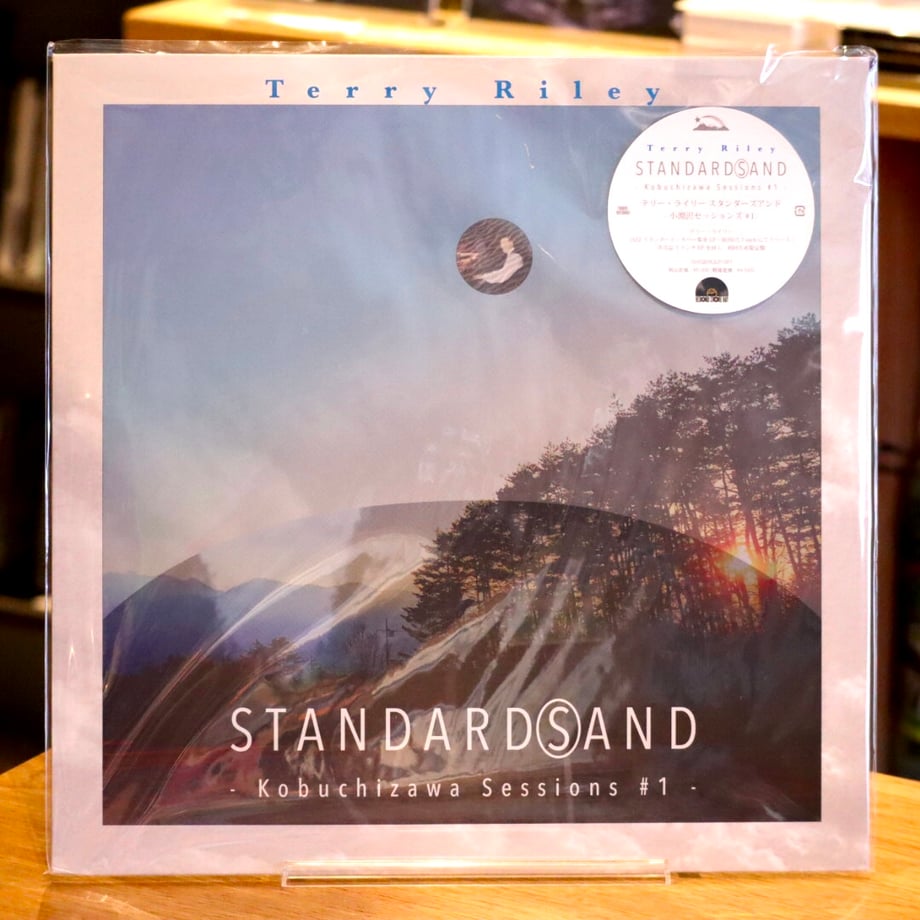 Terry Riley
Terry Riley
STANDARDⓈAND
- Kobuchizawa Sessions #1 -
テリー・ライリー スタンダーズアンド
小淵沢セッションズ #1
STANDARDⓈAND
- Kobuchizawa Sessions #1 -